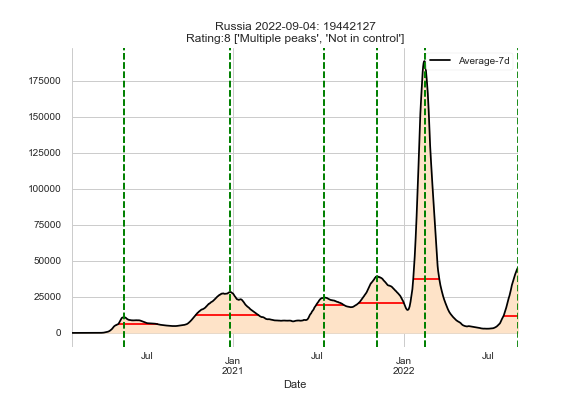 Russia 2022-09-04: 19442127
Rating:8 ['Multiple peaks', 'Not in control']
Average-7d
175000
150000
125000
100000
75000
50000
25000
0
Jul
Jan
2021
Jul
Jan
2022
Jul
Date